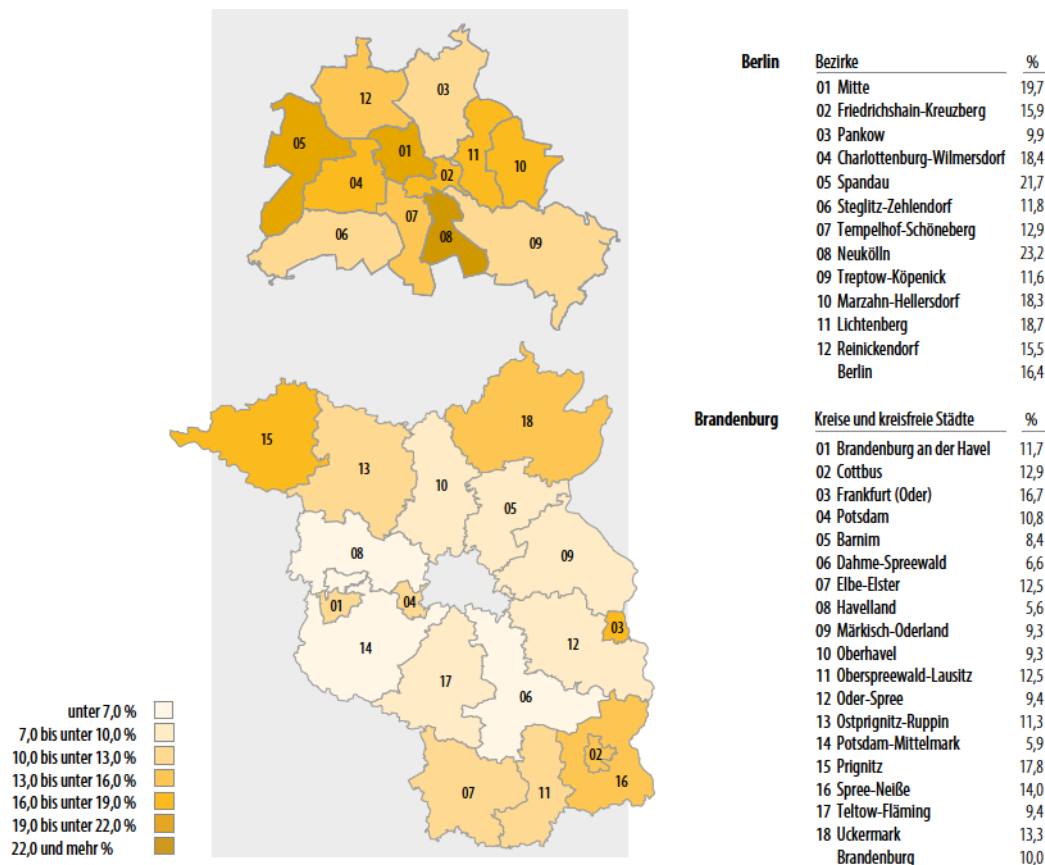 Berlin Bezirke %
01 Mitte 19,7
02 Friedrichshain-Kreuzberg 15,9
03 Pankow 9,9
04 Charlottenburg-Wilmersdorf 18,4
05 Spandau 21,7
06 Steglitz-Zehlendorf 11,8
07 Tempelhof-Schöneberg 12,9
08 Neukölln 23,2
09 Treptow-Köpenick 11,6
10 Marzahn-Hellersdorf 18,3
11 Lichtenberg 18,7
12 Reinickendorf 15,5
Berlin 16,4
03
12
05
01
11
10
02
04
07
06
08
09
Brandenburg Kreise und kreisfreie Städte %
01 Brandenburg an der Havel 11,7
02 Cottbus 12,9
03 Frankfurt (Oder) 16,7
04 Potsdam 10,8
05 Barnim 8,4
06 Dahme-Spreewald 6,6
07 Elbe-Elster 12,5
08 Havelland 5,6
09 Märkisch-Oderland 9,3
10 Oberhavel 9,3
11 Oberspreewald-Lausitz 12,5
12 Oder-Spree 9,4
13 Ostprignitz-Ruppin 11,3
14 Potsdam-Mittelmark 5,9
15 Prignitz 17,8
16 Spree-Neiße 14,0
17 Teltow-Fläming 9,4
18 Uckermark 13,3
Brandenburg 10,0
18
15
13
10
05
08
09
01
04
03
14
12
17
06
02
16
07
11
unter 7,0 %
7,0 bis unter 10,0 %
10,0 bis unter 13,0 %
13,0 bis unter 16,0 %
16,0 bis unter 19,0 %
19,0 bis unter 22,0 %
22,0 und mehr %